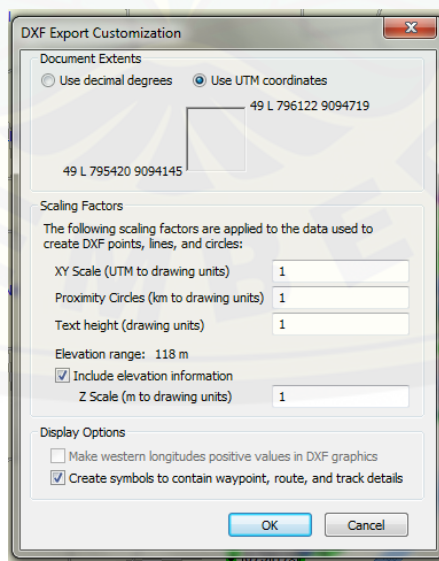 DXF Export Customization
Document Extents
Use decimal degrees
Use UTM coordinates
49 L 796122 9094719
49 L 795420 9094145
Scaling Factors
The following scaling factors are applied to the data used to
create DXF points, lines, and circles:
XY Scale (UTM to drawing units) 1
Proximity Circles (km to drawing units) 1
Text height (drawing units) 1
Elevation range: 118 m
Include elevation information
Z Scale (m to drawing units) 1
Display Options
Make western longitudes positive values in DXF graphics
Create symbols to contain waypoint, route, and track details
OK Cancel